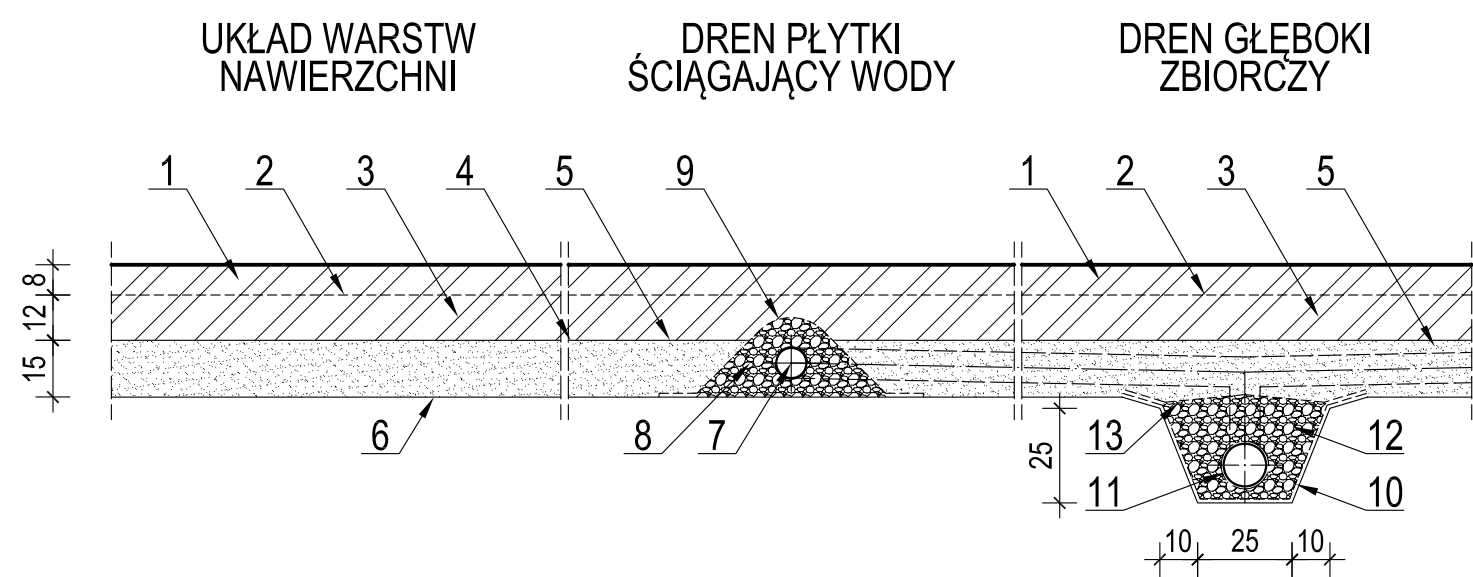 UKŁAD WARSTW
NAWIERZCHNI
DREN PŁYTKI
ŚCIĄGAJĄCY WODY
DREN GŁĘBOKI
ZBIORCZY
1 2 3 4 5 9 1 2 3 5
8
12
15
6
8 7
13 12
25
11 10
10 25 10